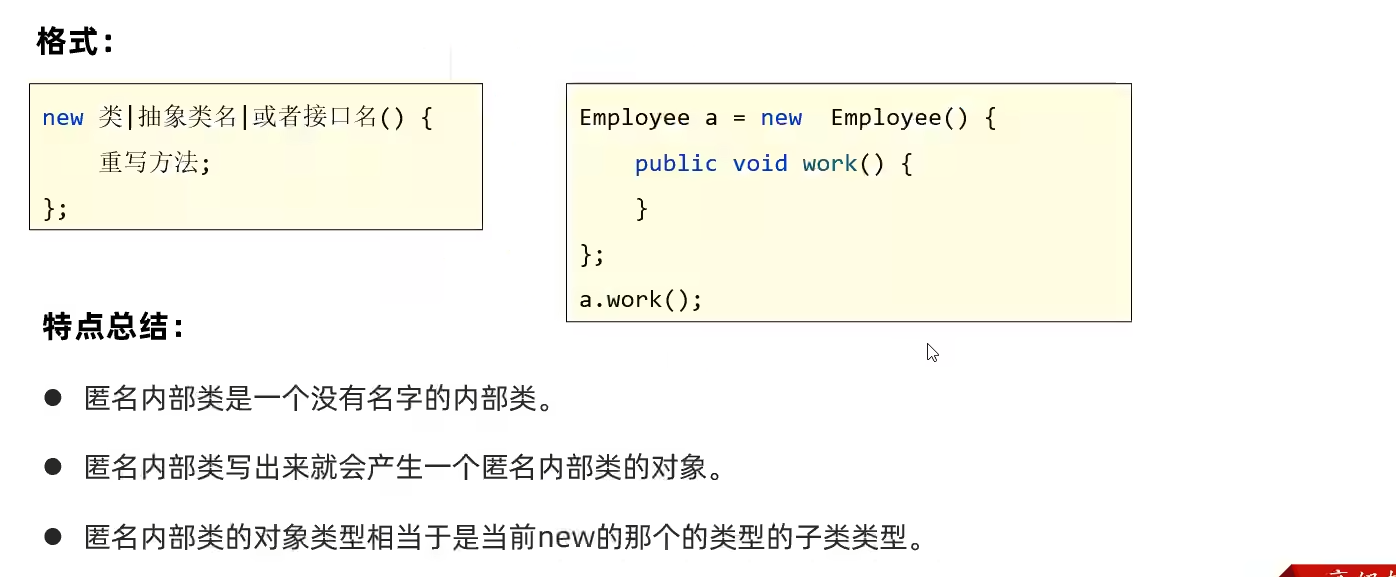 格式：
new 类|抽象类名|或者接口名() {
重写方法;
};
Employee a = new  Employee() {
public void work() {
}
};
a.work();
特点总结：
● 匿名内部类是一个没有名字的内部类。
● 匿名内部类写出来就会产生一个匿名内部类的对象。
● 匿名内部类的对象类型相当于是当前new的那个的类型的子类类型。